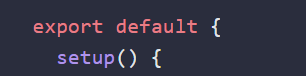 export default {
setup() {